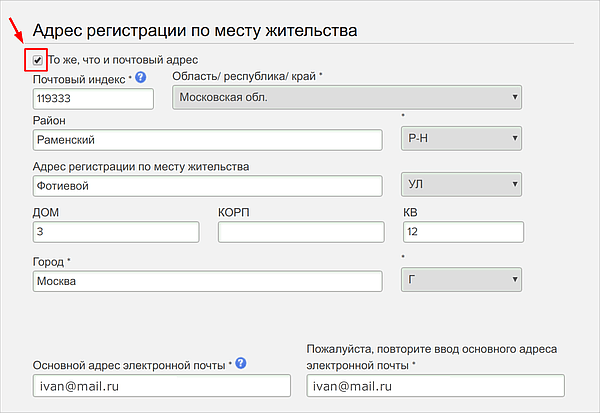 Адрес регистрации по месту жительства
То же, что и почтовый адрес
Почтовый индекс * ?
Область/ республика/ край *
119333
Московская обл.
Район
*
Раменский
Р-Н
Адрес регистрации по месту жительства
Фотиевой
УЛ
ДОМ
КОРП
КВ
3
12
Город *
*
Москва
Г
Основной адрес электронной почты * ?
Пожалуйста, повторите ввод основного адреса
электронной почты *
ivan@mail.ru
ivan@mail.ru